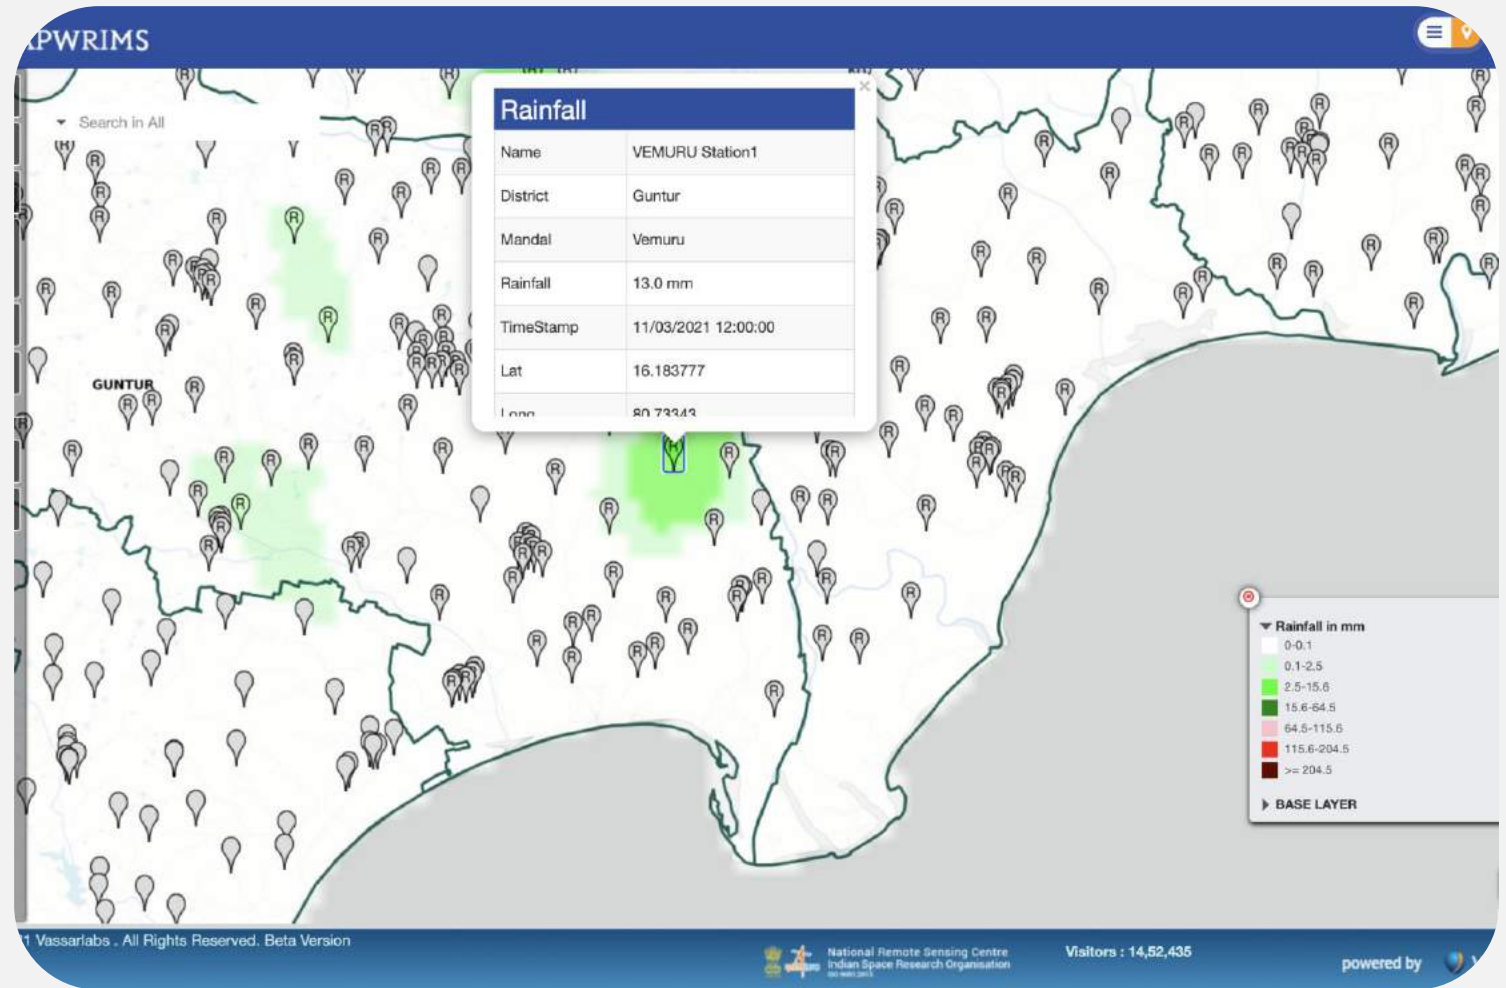 APWRIMS
Search in All
Rainfall
Name VEMURU Station1
District Guntur
Mandal Vemuru
Rainfall 13.0 mm
TimeStamp 11/03/2021 12:00:00
Lat 16.183777
Long 80.73343
GUNTUR
Rainfall in mm
0-0.1
0.1-2.5
2.5-15.6
15.6-64.5
64.5-115.6
115.6-204.5
>= 204.5
BASE LAYER
Vassarlabs . All Rights Reserved. Beta Version
National Remote Sensing Centre
Indian Space Research Organisation
Visitors : 14,52,435
powered by